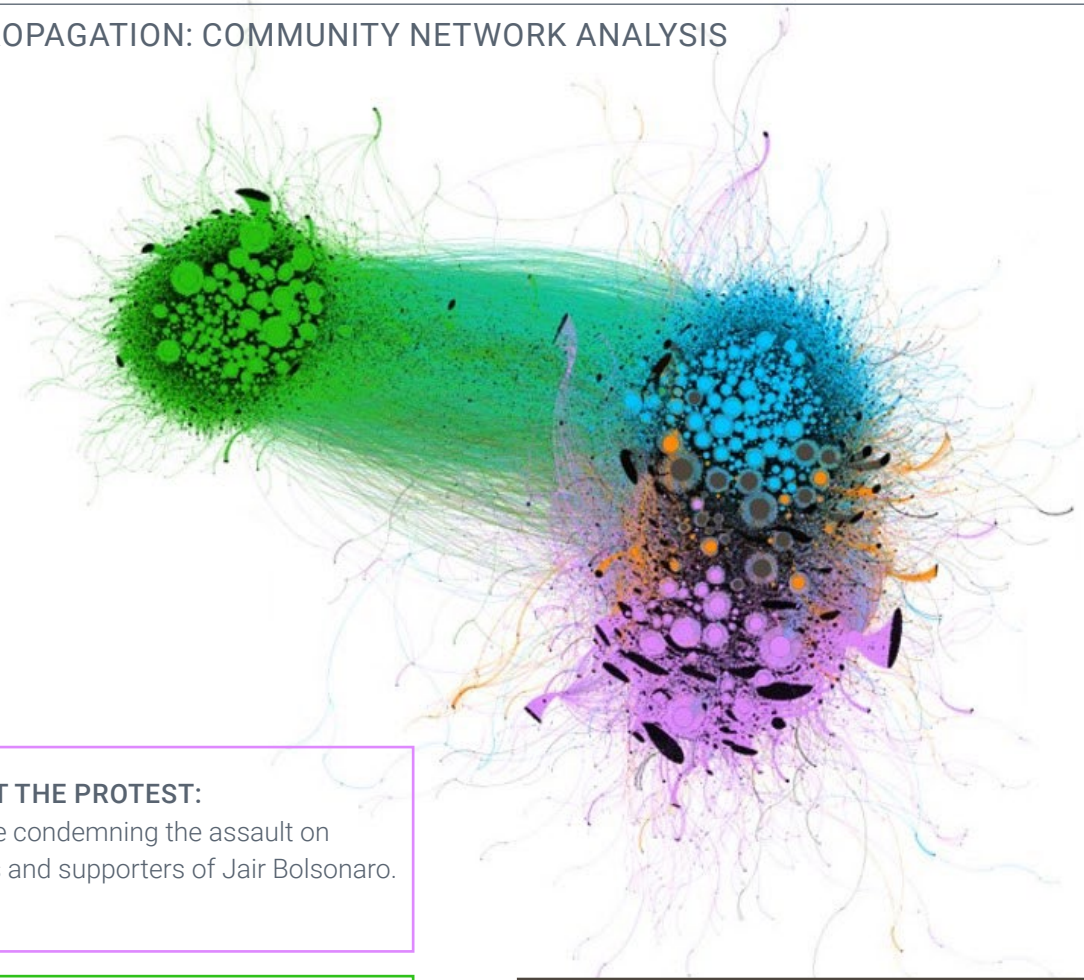 OPAGATION: COMMUNITY NETWORK ANALYSIS
T THE PROTEST:
e condemning the assault on
s and supporters of Jair Bolsonaro.